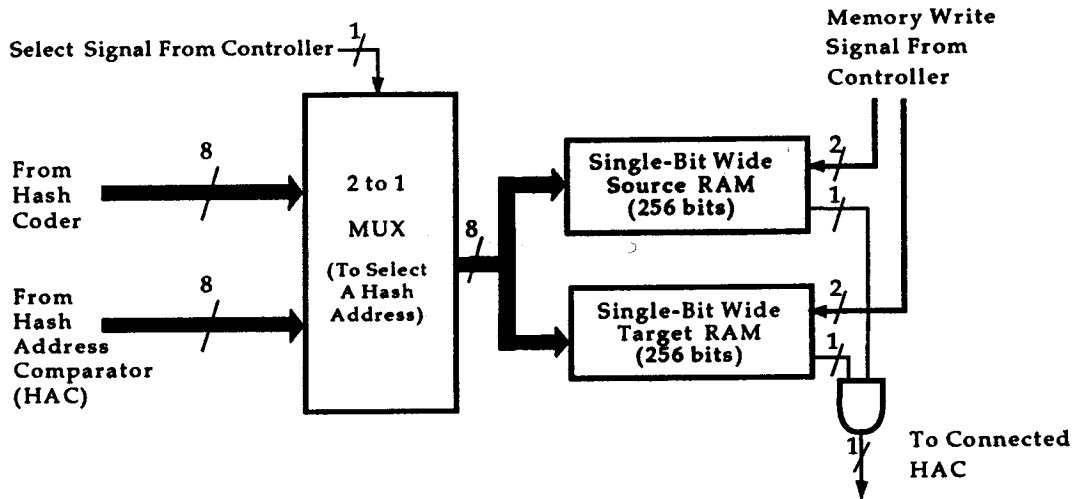 Select Signal From Controller
1
Memory Write
Signal From
Controller
From
Hash
Coder
8
2 to 1
MUX
(To Select
A Hash
Address)
8
Single-Bit Wide
Source RAM
(256 bits)
2
1
From
Hash
Address
Comparator
(HAC)
8
Single-Bit Wide
Target RAM
(256 bits)
2
1
1
To Connected
HAC